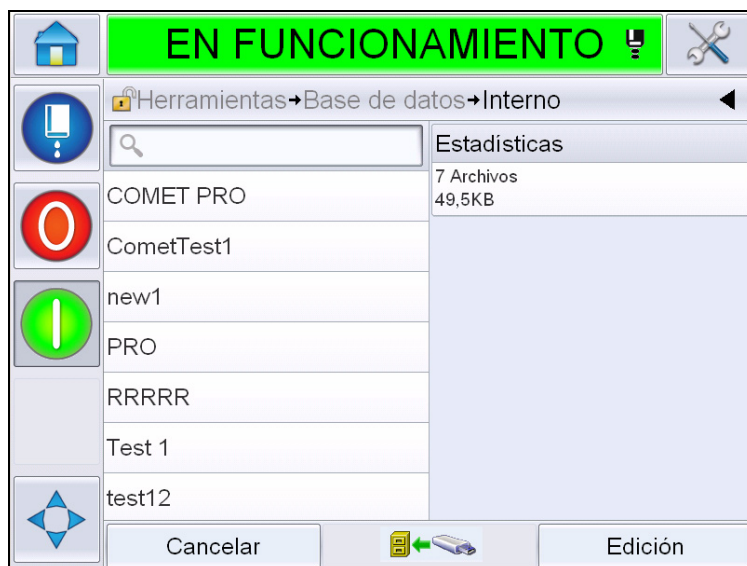 EN FUNCIONAMIENTO
Herramientas→Base de datos→Interno
COMET PRO
CometTest1
new1
PRO
RRRRR
Test 1
test12
Estadísticas
7 Archivos
49,5KB
Cancelar
Edición